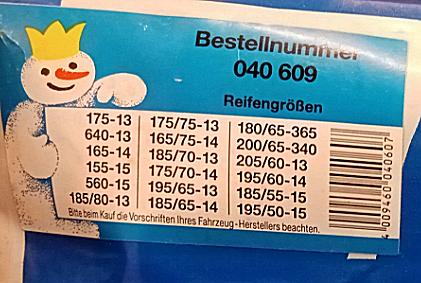 Bestellnummer
040 609
Reifengrößen
175-13 175/75-13 180/65-365
640-13 165/75-14 200/65-340
165-14 185/70-13 205/60-13
155-15 175/70-14 195/60-14
560-15 195/65-13 185/55-15
185/80-13 185/65-14 195/50-15
Bitte beim Kauf die Vorschriften Ihres Fahrzeug-Herstellers beachten.
4 009460 040607